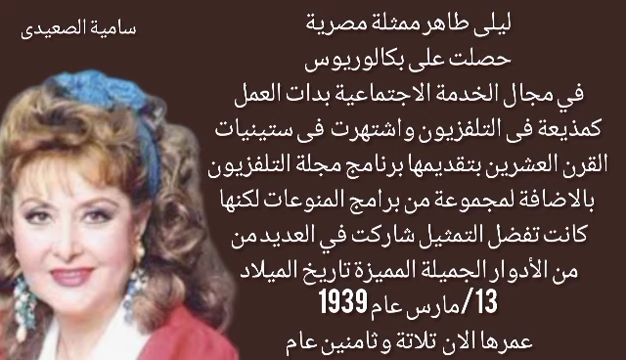 سامية الصعيدى
ليلى طاهر ممثلة مصرية
حصلت على بكالوريوس
في مجال الخدمة الاجتماعية بدات العمل
كمذيعة فى التلفزيون واشتهرت فى ستينيات
القرن العشرين بتقديمها برنامج مجلة التلفزيون
بالاضافة لمجموعة من برامج المنوعات لكنها
كانت تفضل التمثيل شاركت في العديد من
من الأدوار الجميلة المميزة تاريخ الميلاد
13/مارس عام 1939
عمرها الان تلاتة وثامنين عام